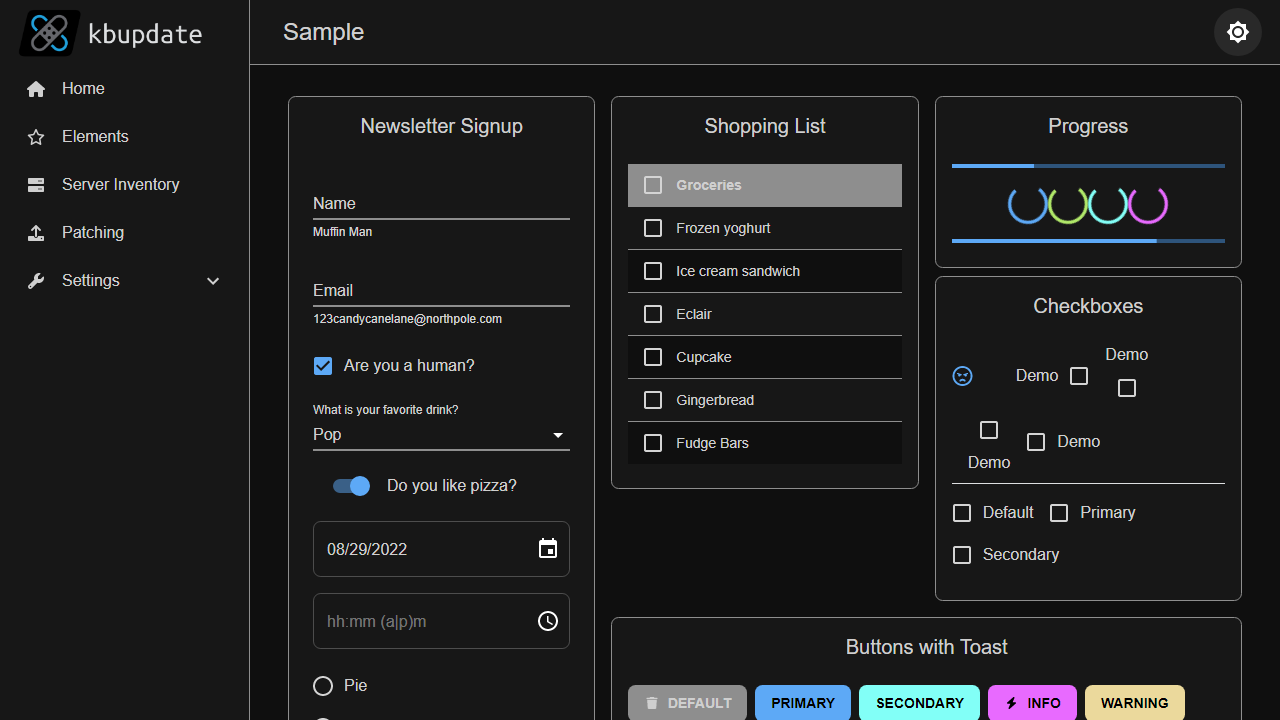 kbupdate
Home
Elements
Server Inventory
Patching
Settings
Sample
Newsletter Signup
Name
Muffin Man
Email
123candycanelane@northpole.com
Are you a human?
What is your favorite drink?
Pop
Do you like pizza?
08/29/2022
hh:mm (a|p)m
Pie
Shopping List
Groceries
Frozen yoghurt
Ice cream sandwich
Eclair
Cupcake
Gingerbread
Fudge Bars
Progress
Checkboxes
Demo
Demo
Demo
Demo
Default Primary
Secondary
Buttons with Toast
DEFAULT PRIMARY SECONDARY INFO WARNING